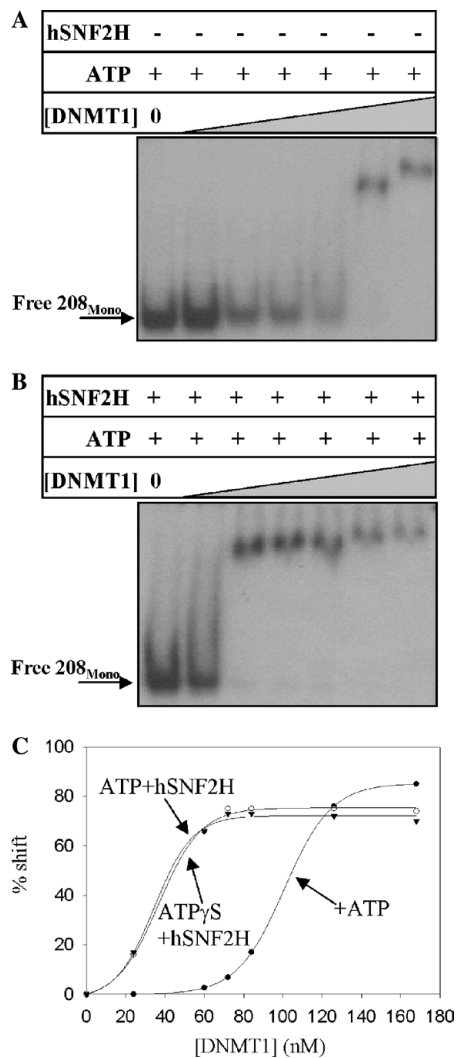 A
hSNF2H - - - - - - -
ATP + + + + + + +
[DNMT1] 0
Free 208Mono
B
hSNF2H + + + + + + +
ATP + + + + + + +
[DNMT1] 0
Free 208Mono
C
100
80
60
40
20
0
% shift
ATP+hSNF2H
ATPγS
+hSNF2H
+ATP
0 20 40 60 80 100 120 140 160 180
[DNMT1] (nM)